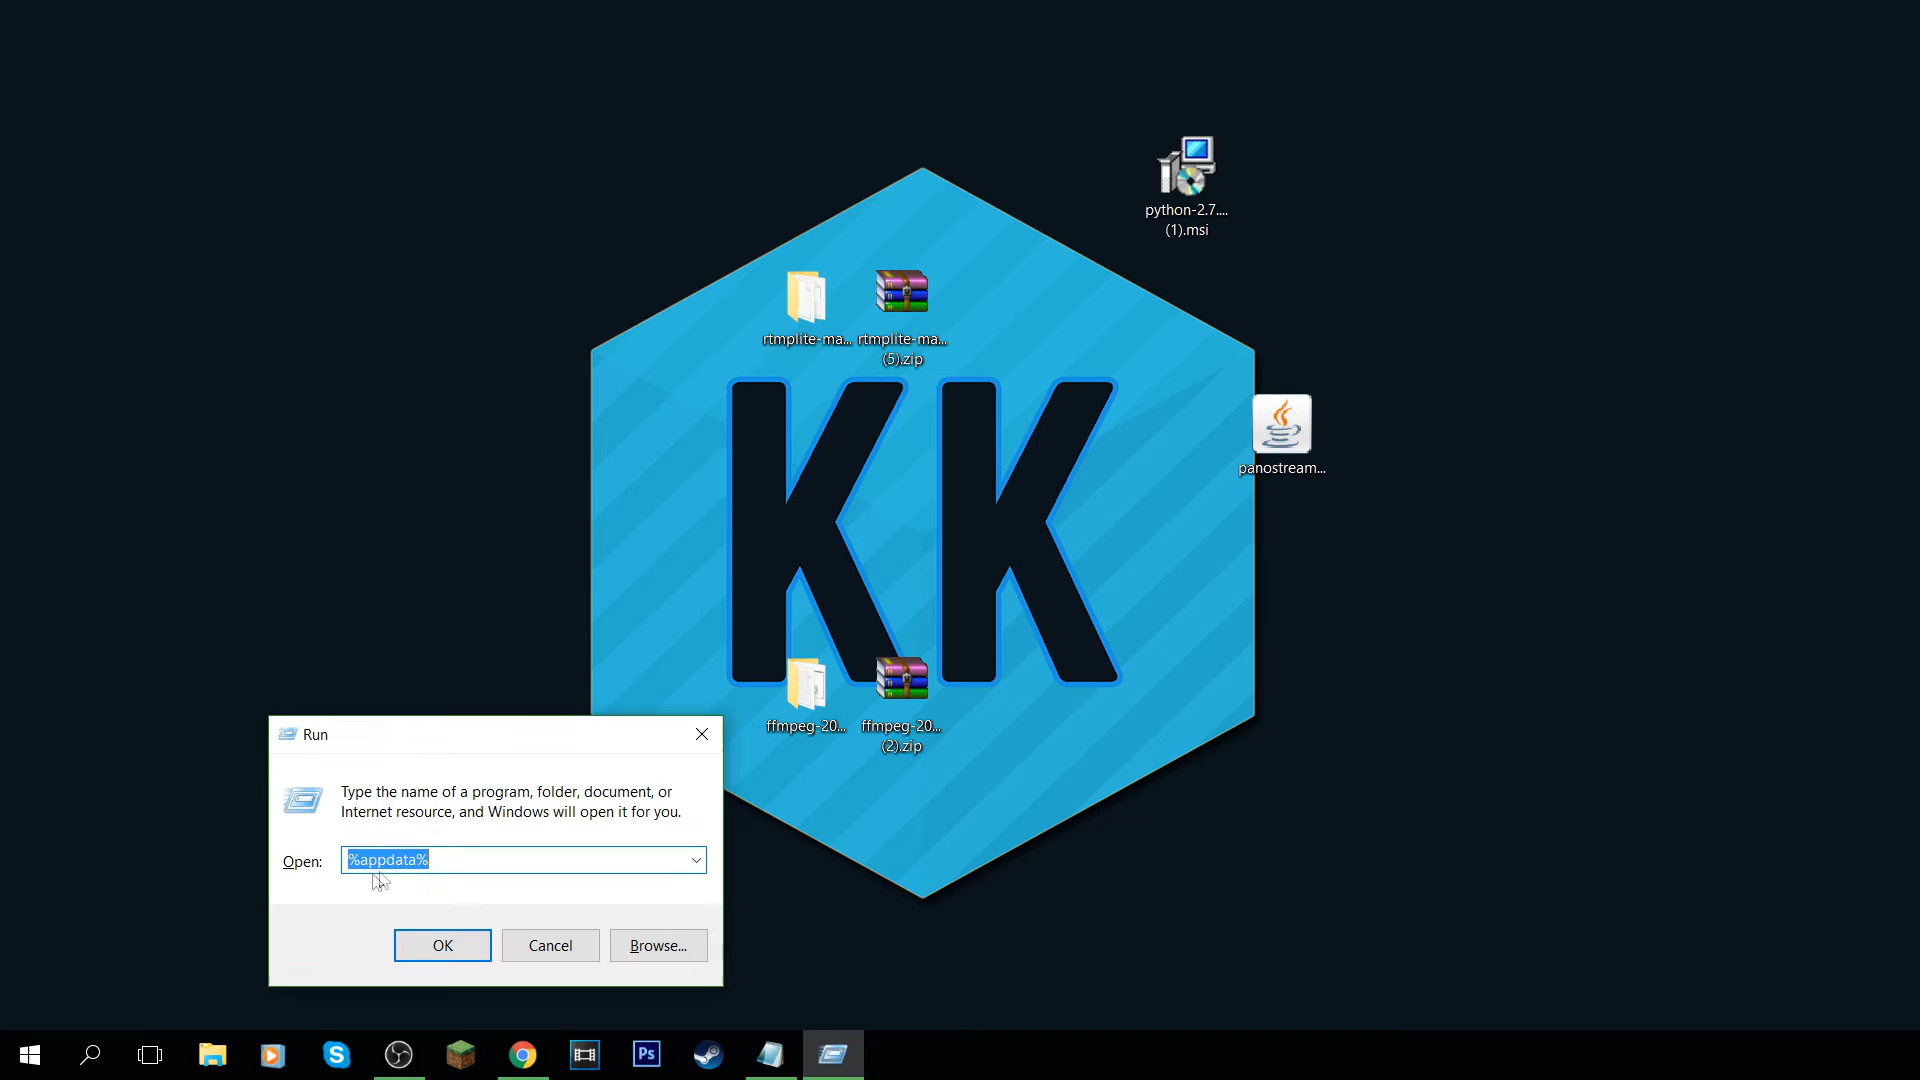 python-2.7....
(1).msi
rtmplite-ma...
rtmplite-ma...
(5).zip
KK
panostream...
ffmpeg-20...
ffmpeg-20...
(2).zip
Run
Type the name of a program, folder, document, or
Internet resource, and Windows will open it for you.
Open:
%appdata%
OK
Cancel
Browse...
Ps